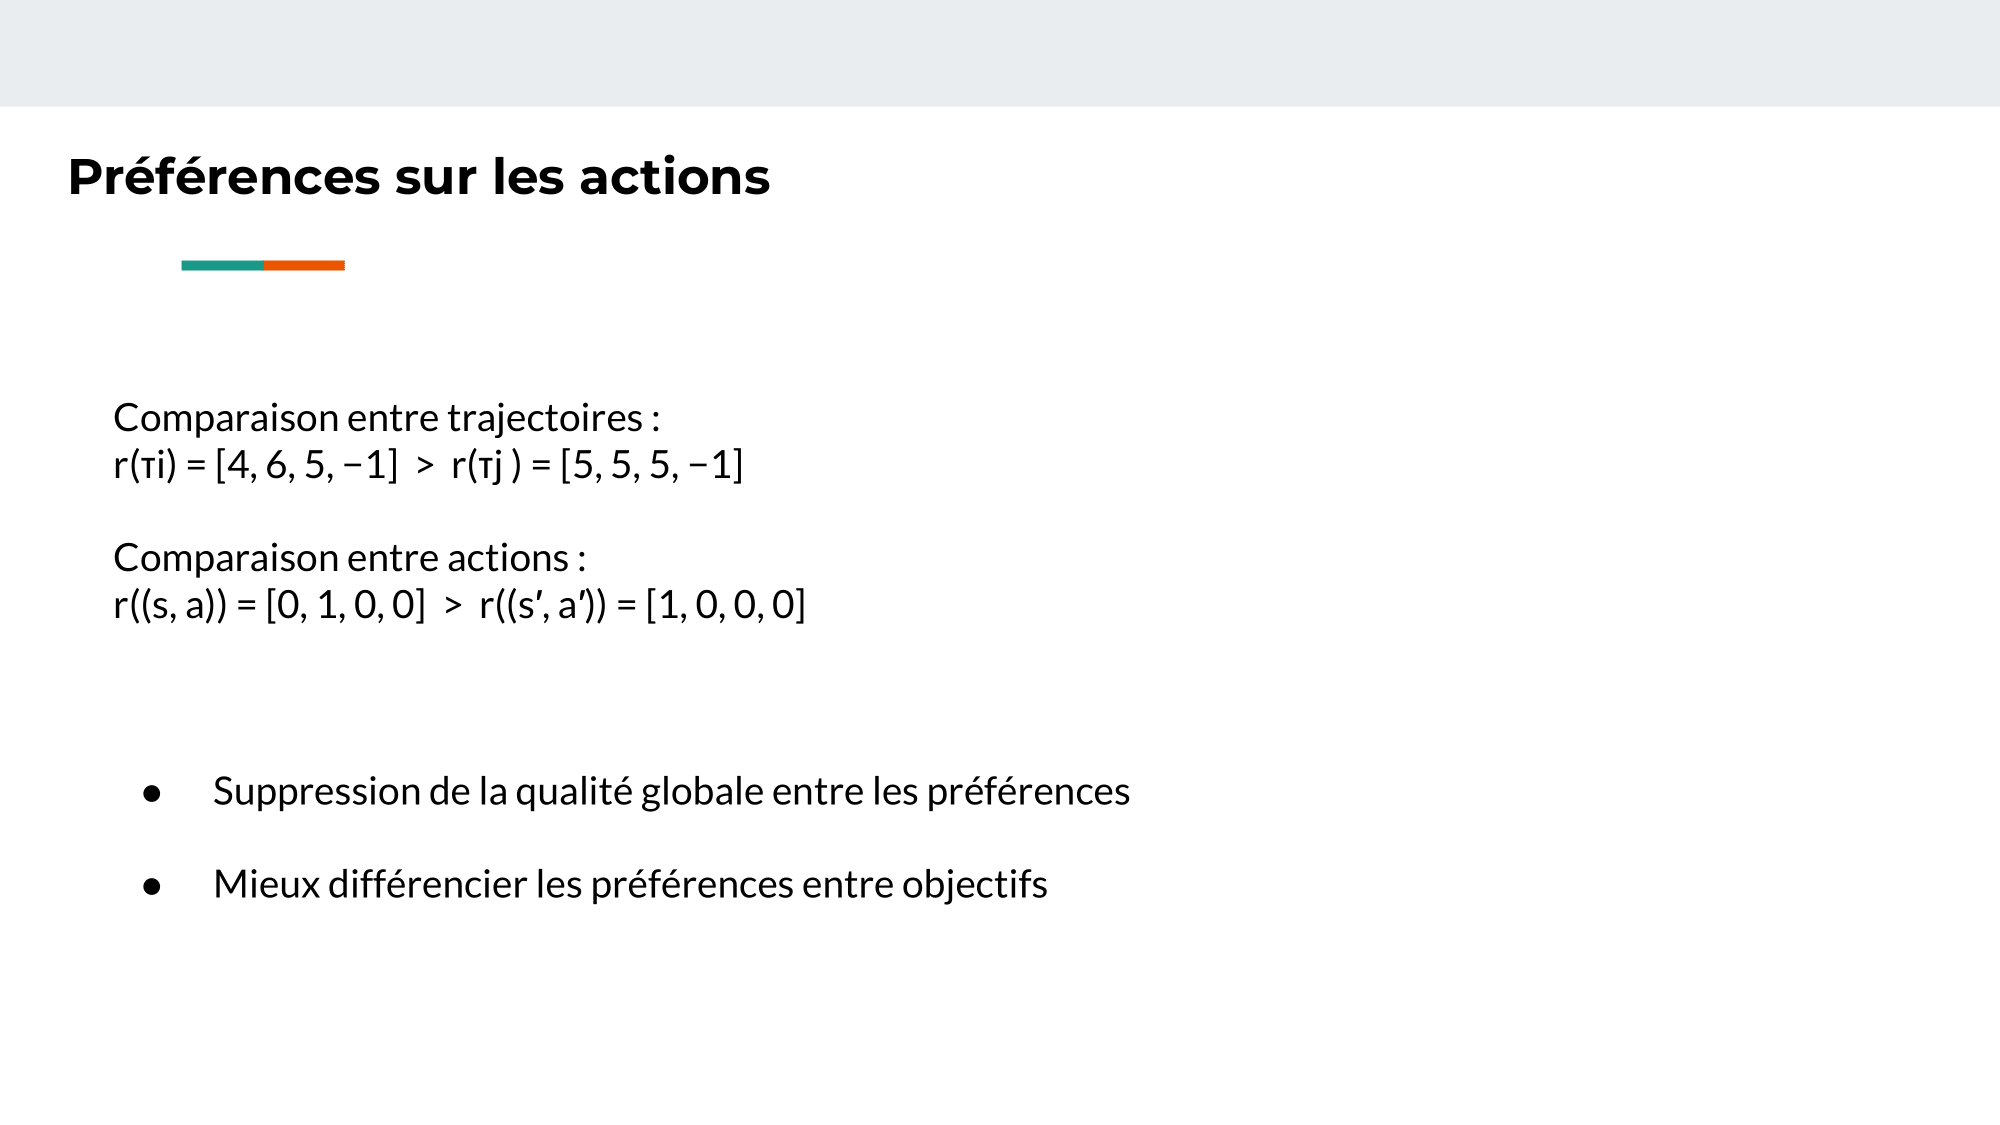 Préférences sur les actions
Comparaison entre trajectoires :
r(τi) = [4, 6, 5, −1] > r(τj ) = [5, 5, 5, −1]
Comparaison entre actions :
r((s, a)) = [0, 1, 0, 0] > r((s′, a′)) = [1, 0, 0, 0]
● Suppression de la qualité globale entre les préférences
● Mieux différencier les préférences entre objectifs